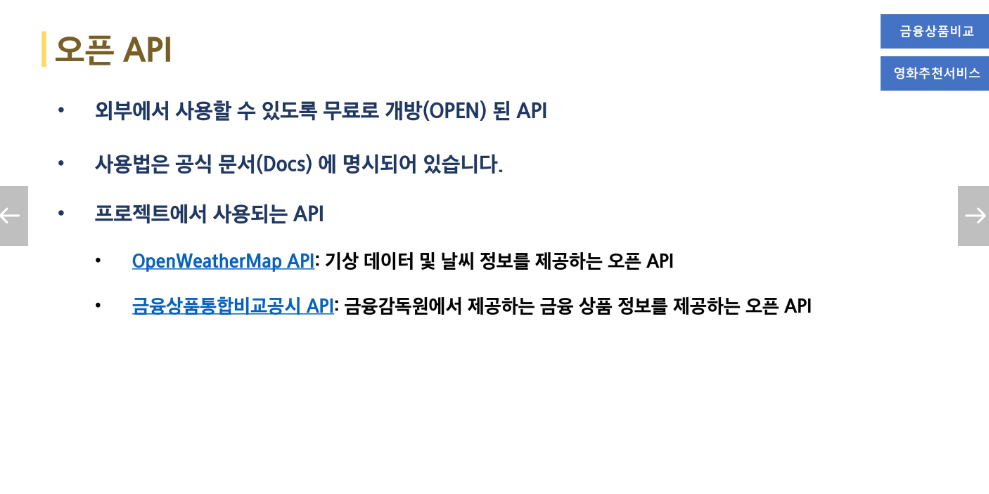 오픈 API
금융상품비교
영화추천서비스
• 외부에서 사용할 수 있도록 무료로 개방(OPEN) 된 API
• 사용법은 공식 문서(Docs) 에 명시되어 있습니다.
• 프로젝트에서 사용되는 API
• OpenWeatherMap API: 기상 데이터 및 날씨 정보를 제공하는 오픈 API
• 금융상품통합비교공시 API: 금융감독원에서 제공하는 금융 상품 정보를 제공하는 오픈 API